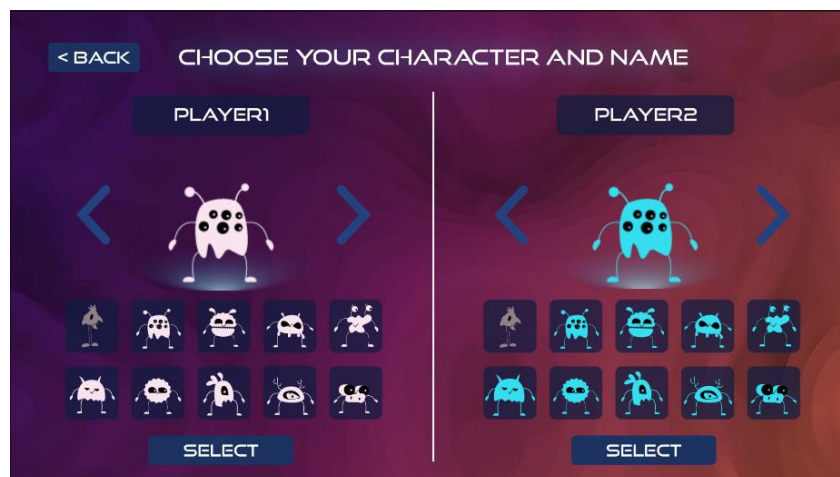 < BACK
CHOOSE YOUR CHARACTER AND NAME
PLAYER1
PLAYER2
SELECT
SELECT